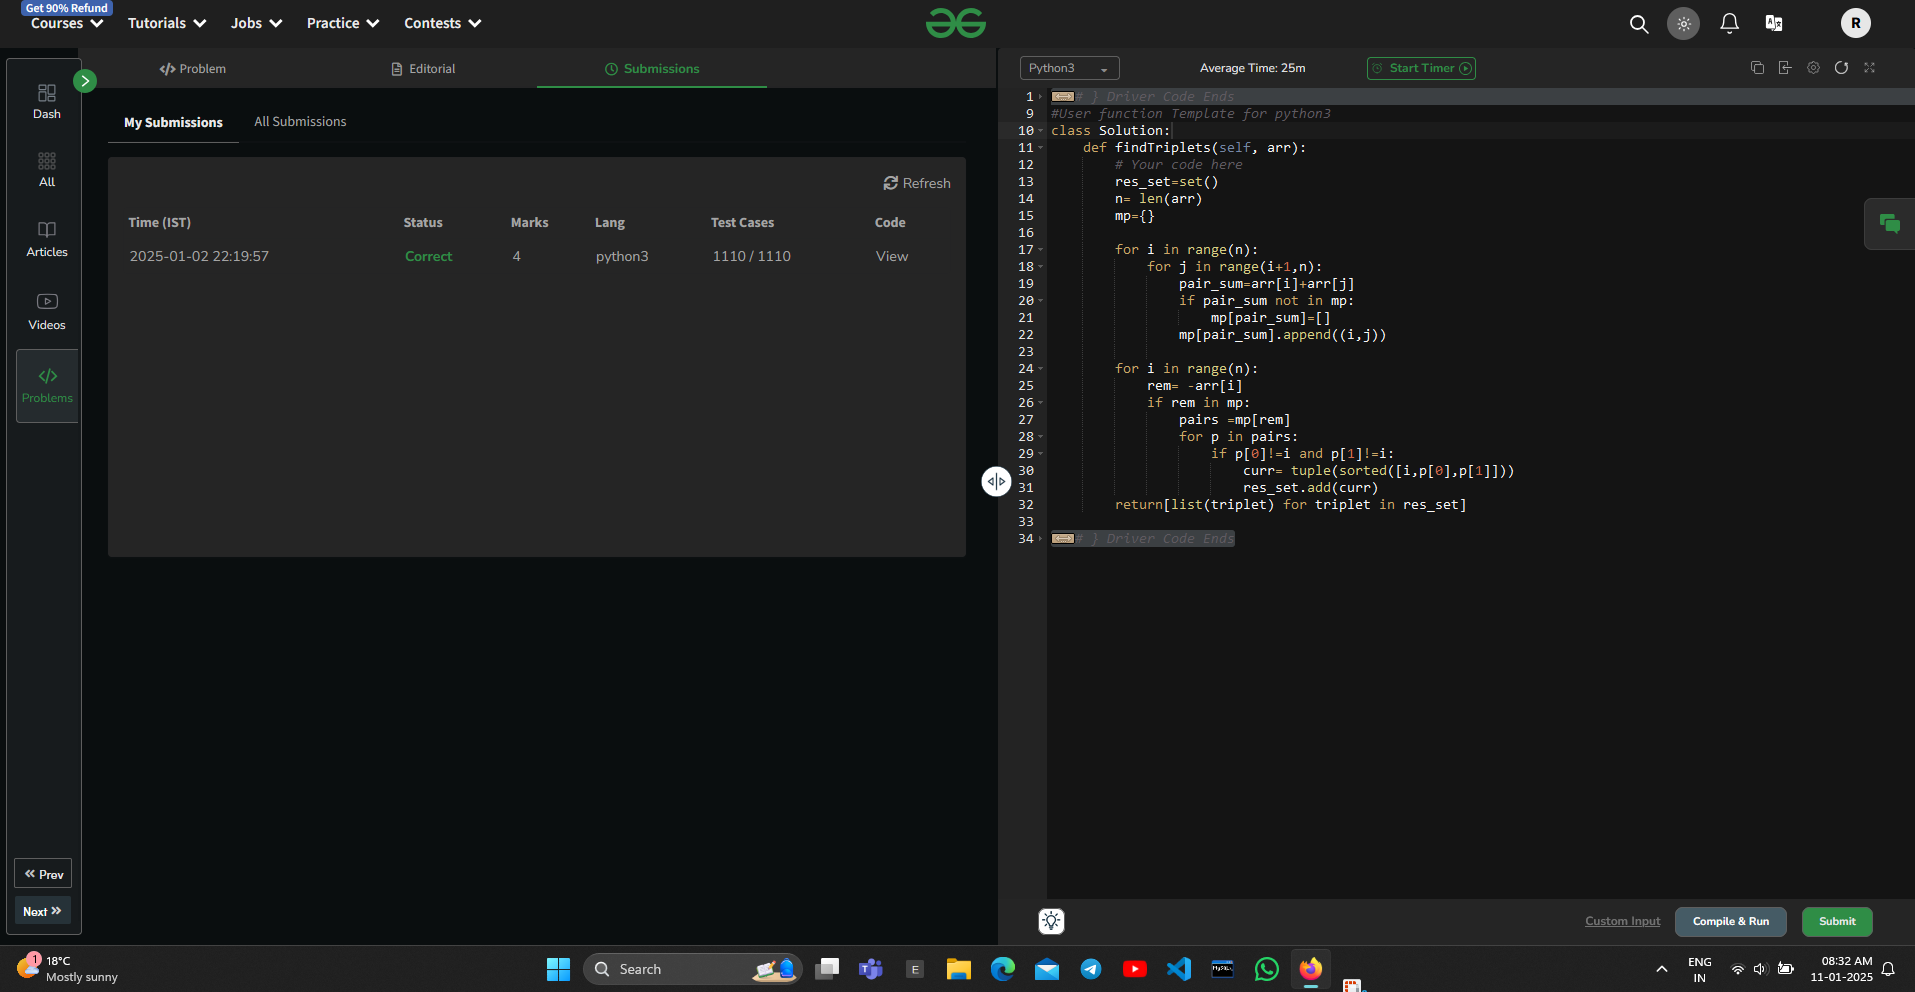 Get 90% Refund
Courses
Tutorials
Jobs
Practice
Contests
R
Dash
All
Articles
Videos
Problems
Prev
Next
Problem
Editorial
Submissions
My Submissions
All Submissions
Refresh
Time (IST) Status Marks Lang Test Cases Code
2025-01-02 22:19:57 Correct 4 python3 1110 / 1110 View
Python3
Average Time: 25m
Start Timer
1 # } Driver Code Ends
9 #User function Template for python3
10 class Solution:
11 def findTriplets(self, arr):
12 # Your code here
13 res_set=set()
14 n= len(arr)
15 mp={}
16
17 for i in range(n):
18 for j in range(i+1,n):
19 pair_sum=arr[i]+arr[j]
20 if pair_sum not in mp:
21 mp[pair_sum]=[]
22 mp[pair_sum].append((i,j))
23
24 for i in range(n):
25 rem= -arr[i]
26 if rem in mp:
27 pairs =mp[rem]
28 for p in pairs:
29 if p[0]!=i and p[1]!=i:
30 curr= tuple(sorted([i,p[0],p[1]]))
31 res_set.add(curr)
32 return[list(triplet) for triplet in res_set]
33
34 # } Driver Code Ends
Custom Input
Compile & Run
Submit
1
18°C
Mostly sunny
Search
E
ENG
IN
08:32 AM
11-01-2025